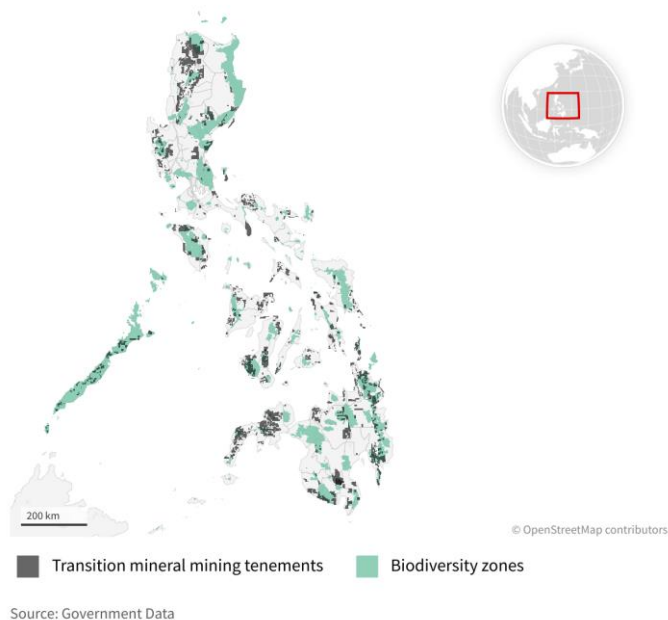 200 km
© OpenStreetMap contributors
Transition mineral mining tenements
Biodiversity zones
Source: Government Data